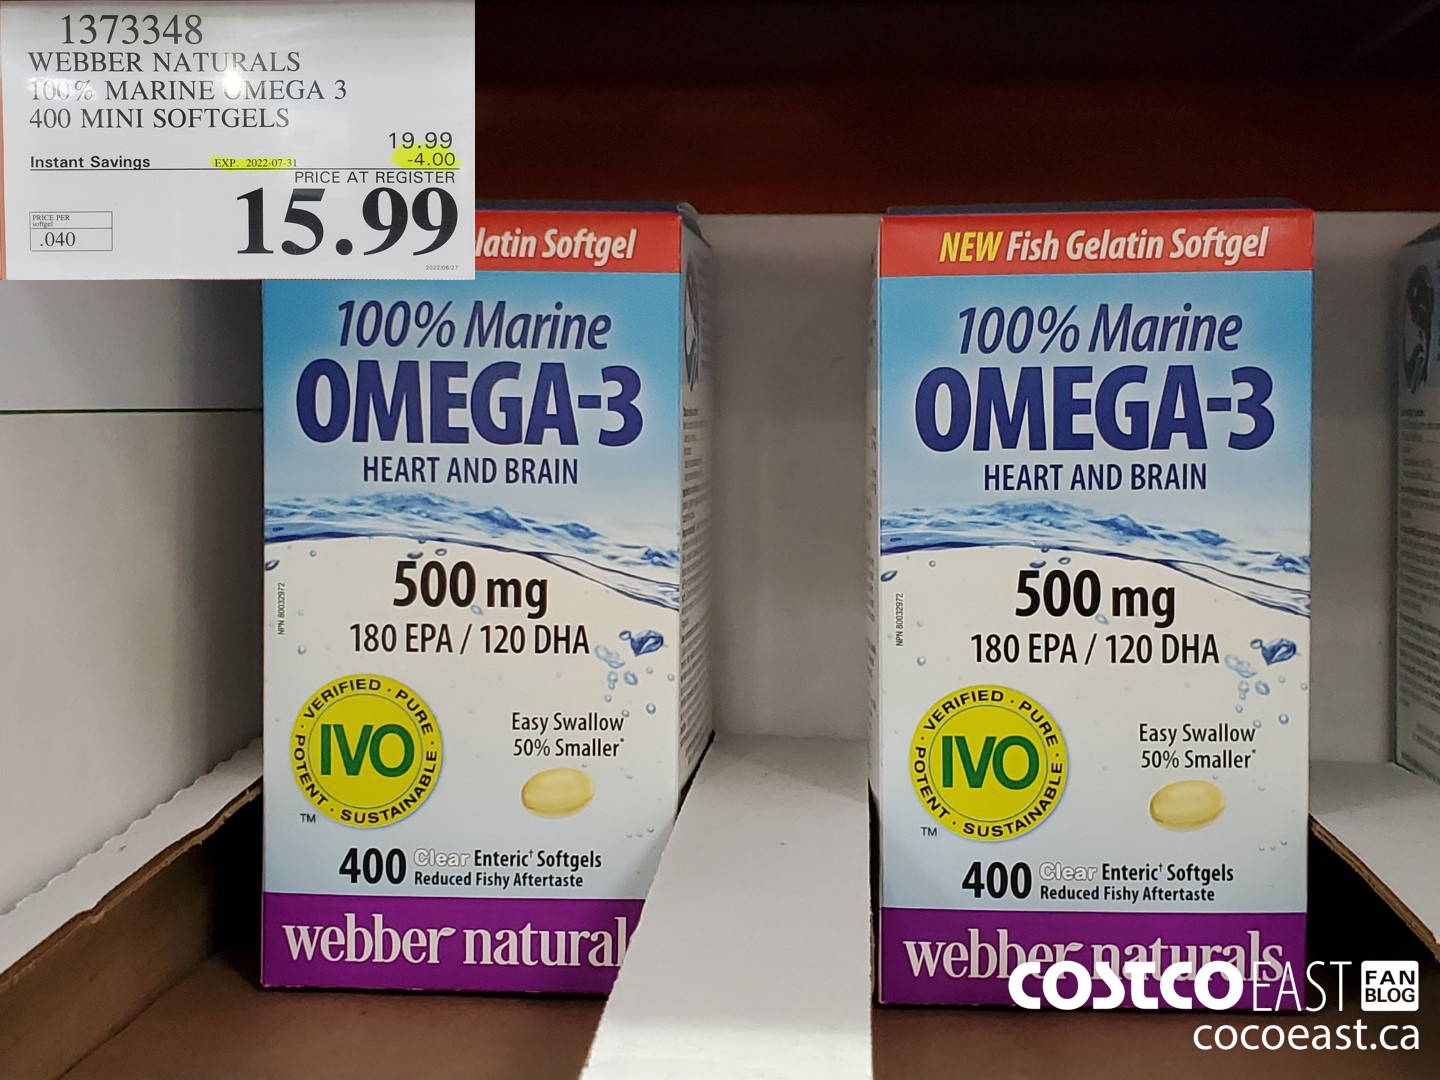 1373348
WEBBER NATURALS
100% MARINE OMEGA 3
400 MINI SOFTGELS
19.99
Instant Savings EXP. 2022-07-31 -4.00
PRICE AT REGISTER
PRICE PER
softgel
.040
15.99
2022/06/27
latin Softgel
100% Marine
OMEGA-3
HEART AND BRAIN
500 mg
180 EPA / 120 DHA
NPN 80032972
VERIFIED · PURE · SUSTAINABLE · POTENT ·
IVO
TM
Easy Swallow
50% Smaller*
400 Clear Enteric† Softgels
Reduced Fishy Aftertaste
webber natural
NEW Fish Gelatin Softgel
100% Marine
OMEGA-3
HEART AND BRAIN
500 mg
180 EPA / 120 DHA
NPN 80032972
VERIFIED · PURE · SUSTAINABLE · POTENT ·
IVO
TM
Easy Swallow
50% Smaller*
400 Clear Enteric† Softgels
Reduced Fishy Aftertaste
webber naturals
COSTCO EAST FAN BLOG
cocoeast.ca